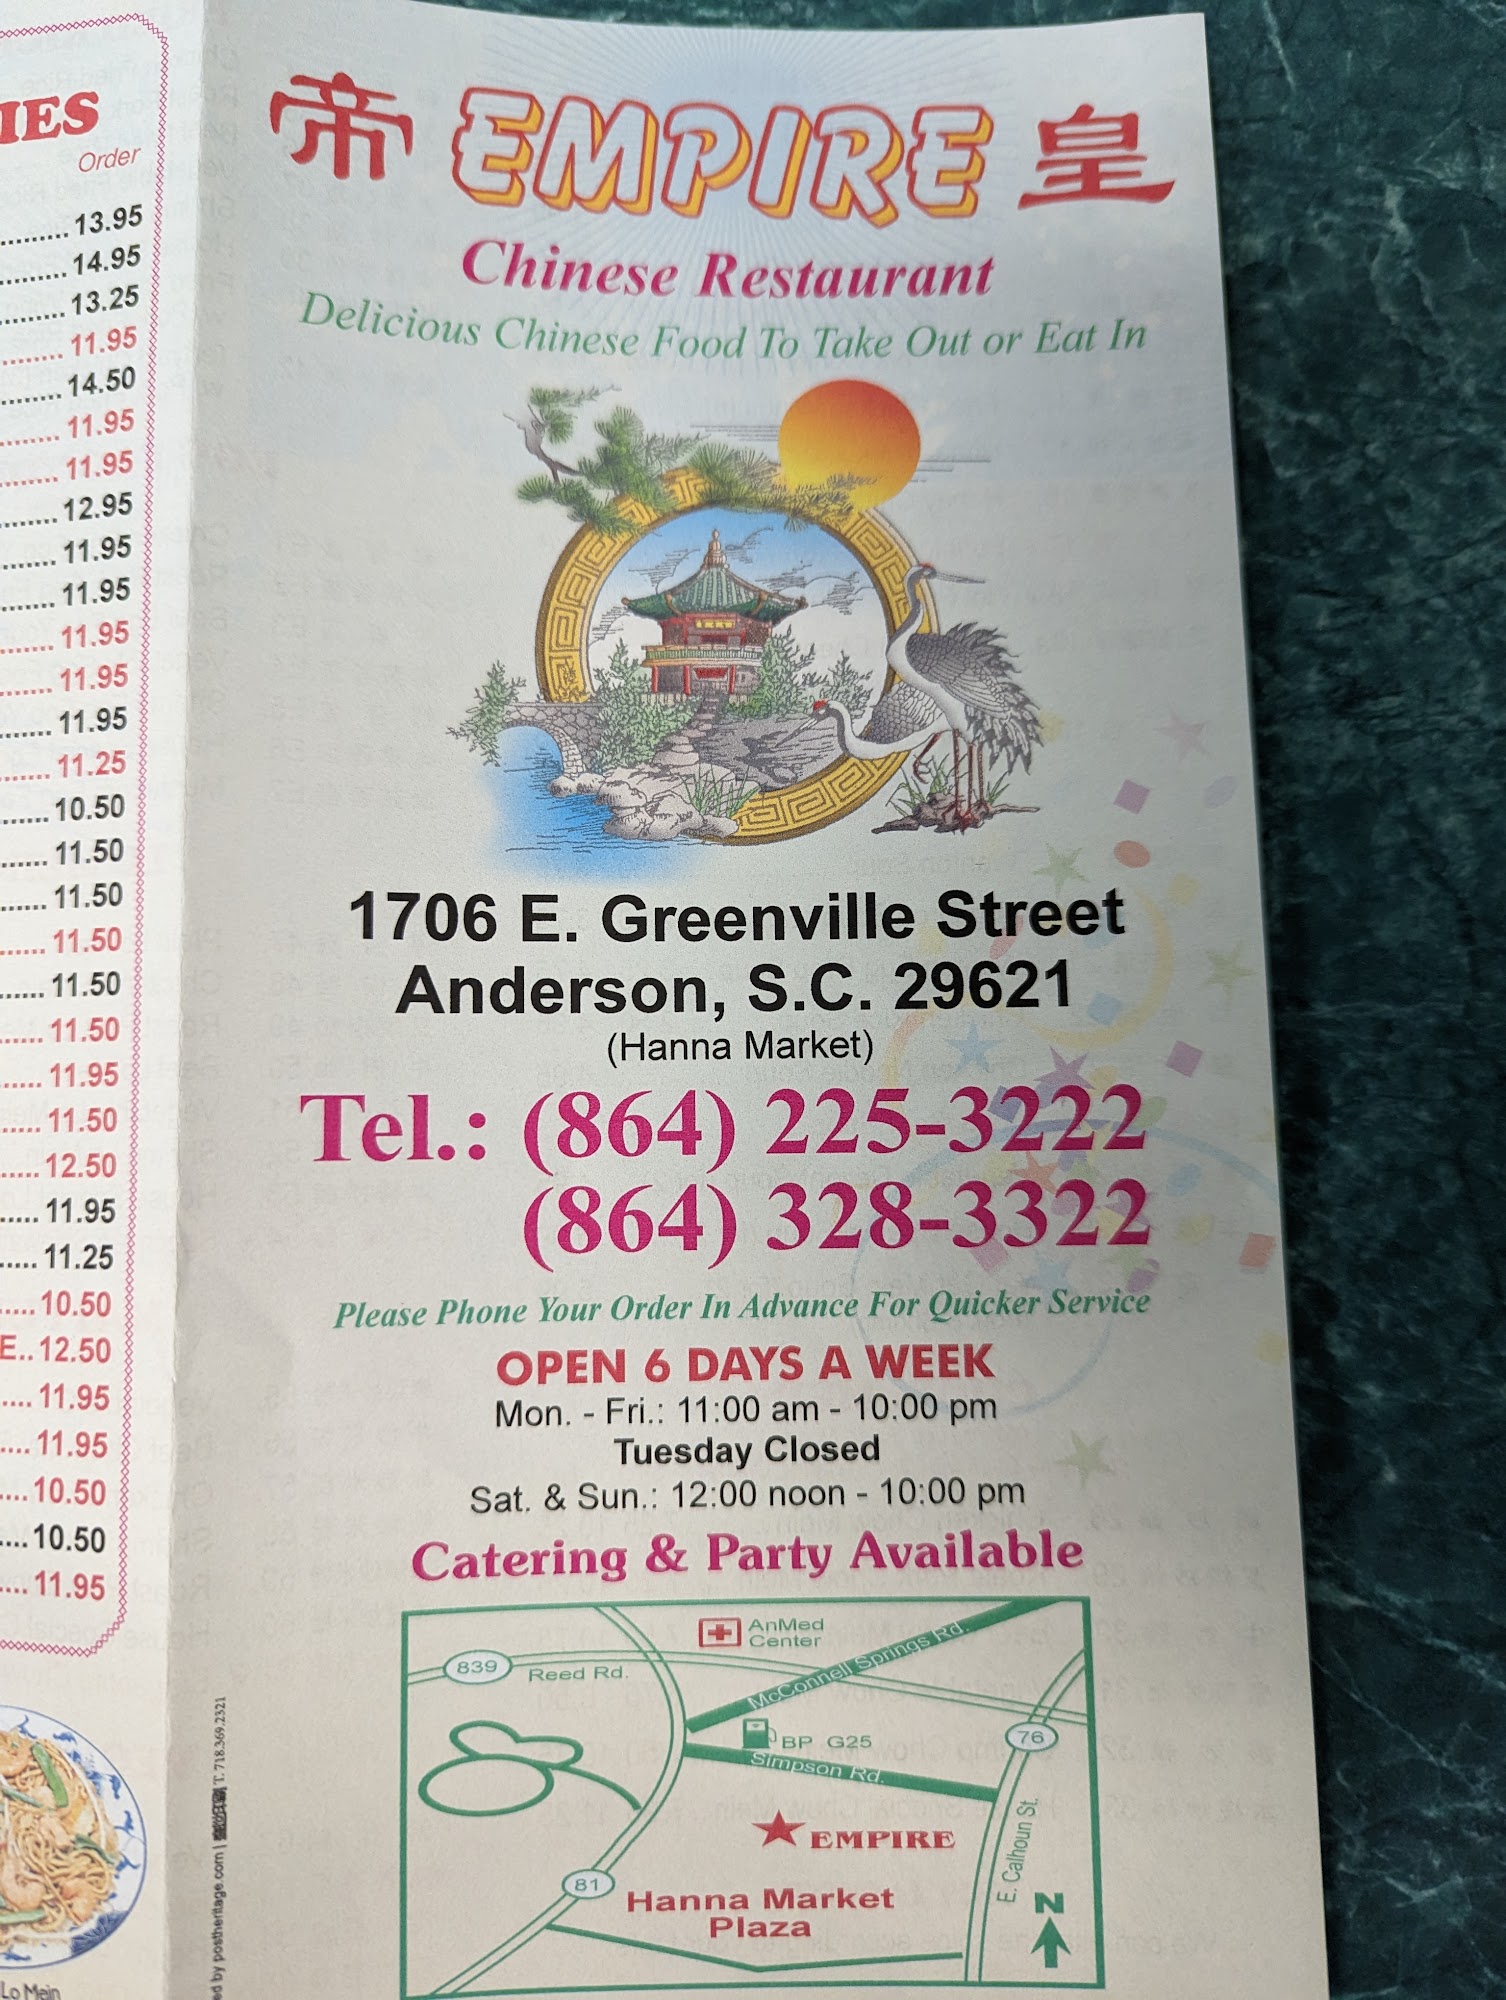 IES
Order
.........13.95
.........14.95
.........13.25
........11.95
........14.50
........11.95
........11.95
........12.95
........11.95
.......11.95
.......11.95
.......11.95
.......11.95
.......11.25
.......10.50
......11.50
......11.50
......11.50
......11.50
......11.50
......11.95
.....11.50
.....12.50
.....11.95
.....11.25
.....10.50
E..12.50
....11.95
....11.95
....10.50
....10.50
....11.95
Lo Mein
ed by postheritage.com | T. 718.369.2321
帝 EMPIRE 皇
Chinese Restaurant
Delicious Chinese Food To Take Out or Eat In
1706 E. Greenville Street
Anderson, S.C. 29621
(Hanna Market)
Tel.: (864) 225-3222
(864) 328-3322
Please Phone Your Order In Advance For Quicker Service
OPEN 6 DAYS A WEEK
Mon. - Fri.: 11:00 am - 10:00 pm
Tuesday Closed
Sat. & Sun.: 12:00 noon - 10:00 pm
Catering & Party Available
AnMed
Center
839
Reed Rd.
McConnell Springs Rd.
BP G25
Simpson Rd.
76
EMPIRE
E. Calhoun St.
81
Hanna Market
Plaza
N